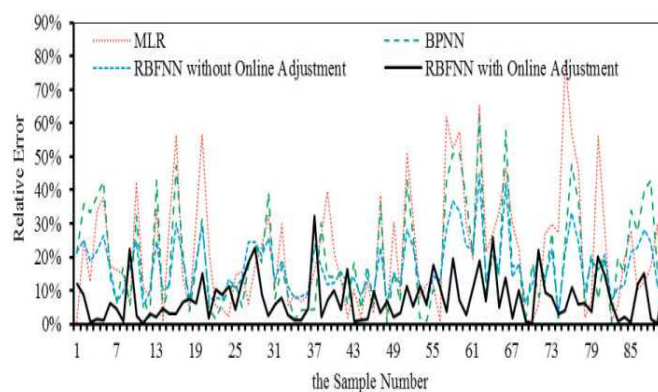 90%
MLR
BPNN
80%
RBFNN without Online Adjustment
RBFNN with Online Adjustment
70%
60%
50%
40%
30%
20%
10%
0%
Relative Error
1 7 13 19 25 31 37 43 49 55 61 67 73 79 85
the Sample Number